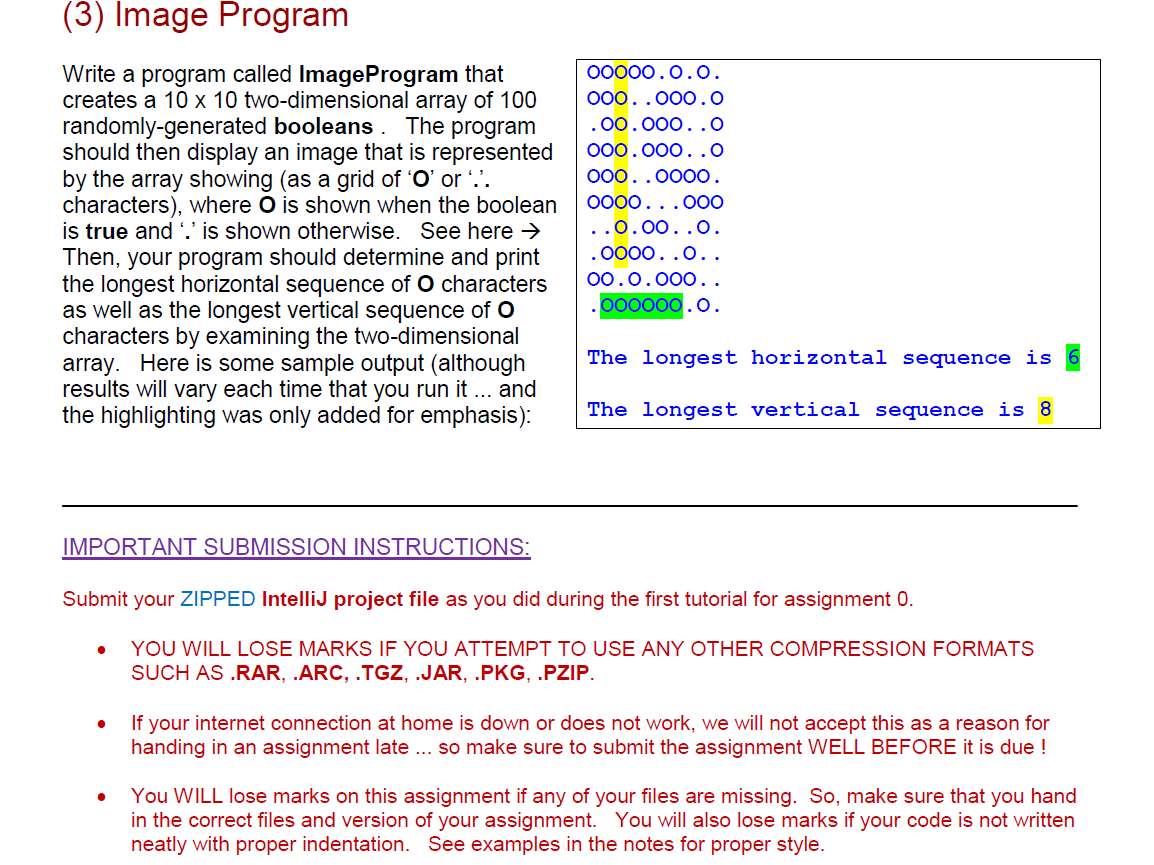 (3) Image Program
Write a program called ImageProgram that
creates a 10 x 10 two-dimensional array of 100
randomly-generated booleans .   The program
should then display an image that is represented
by the array showing (as a grid of ‘O’ or ‘.’.
characters), where O is shown when the boolean
is true and ‘.’ is shown otherwise.   See here →
Then, your program should determine and print
the longest horizontal sequence of O characters
as well as the longest vertical sequence of O
characters by examining the two-dimensional
array.   Here is some sample output (although
results will vary each time that you run it ... and
the highlighting was only added for emphasis):
OOOOO.O.O.
OOO..OOO.O
.OO.OOO..O
OOO.OOO..O
OOO..OOOO.
OOOO...OOO
..O.OO..O.
.OOOO..O..
OO.O.OOO..
.OOOOOO.O.
The longest horizontal sequence is 6
The longest vertical sequence is 8
IMPORTANT SUBMISSION INSTRUCTIONS:
Submit your ZIPPED IntelliJ project file as you did during the first tutorial for assignment 0.
• YOU WILL LOSE MARKS IF YOU ATTEMPT TO USE ANY OTHER COMPRESSION FORMATS
SUCH AS .RAR, .ARC, .TGZ, .JAR, .PKG, .PZIP.
• If your internet connection at home is down or does not work, we will not accept this as a reason for
handing in an assignment late ... so make sure to submit the assignment WELL BEFORE it is due !
• You WILL lose marks on this assignment if any of your files are missing.  So, make sure that you hand
in the correct files and version of your assignment.   You will also lose marks if your code is not written
neatly with proper indentation.   See examples in the notes for proper style.